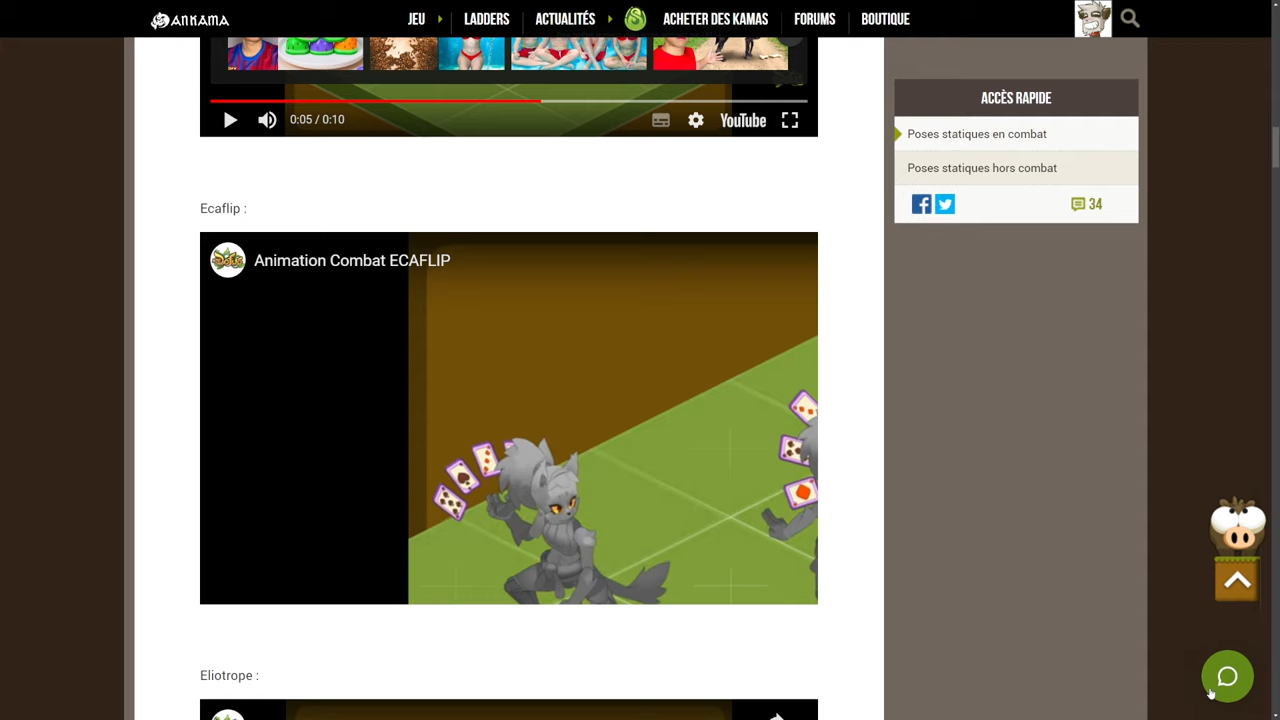 ANKAMA JEU LADDERS ACTUALITÉS ACHETER DES KAMAS FORUMS BOUTIQUE
0:05 / 0:10 YouTube
ACCÈS RAPIDE
Poses statiques en combat
Poses statiques hors combat
34
Ecaflip :
DOFUS Animation Combat ECAFLIP
Eliotrope :